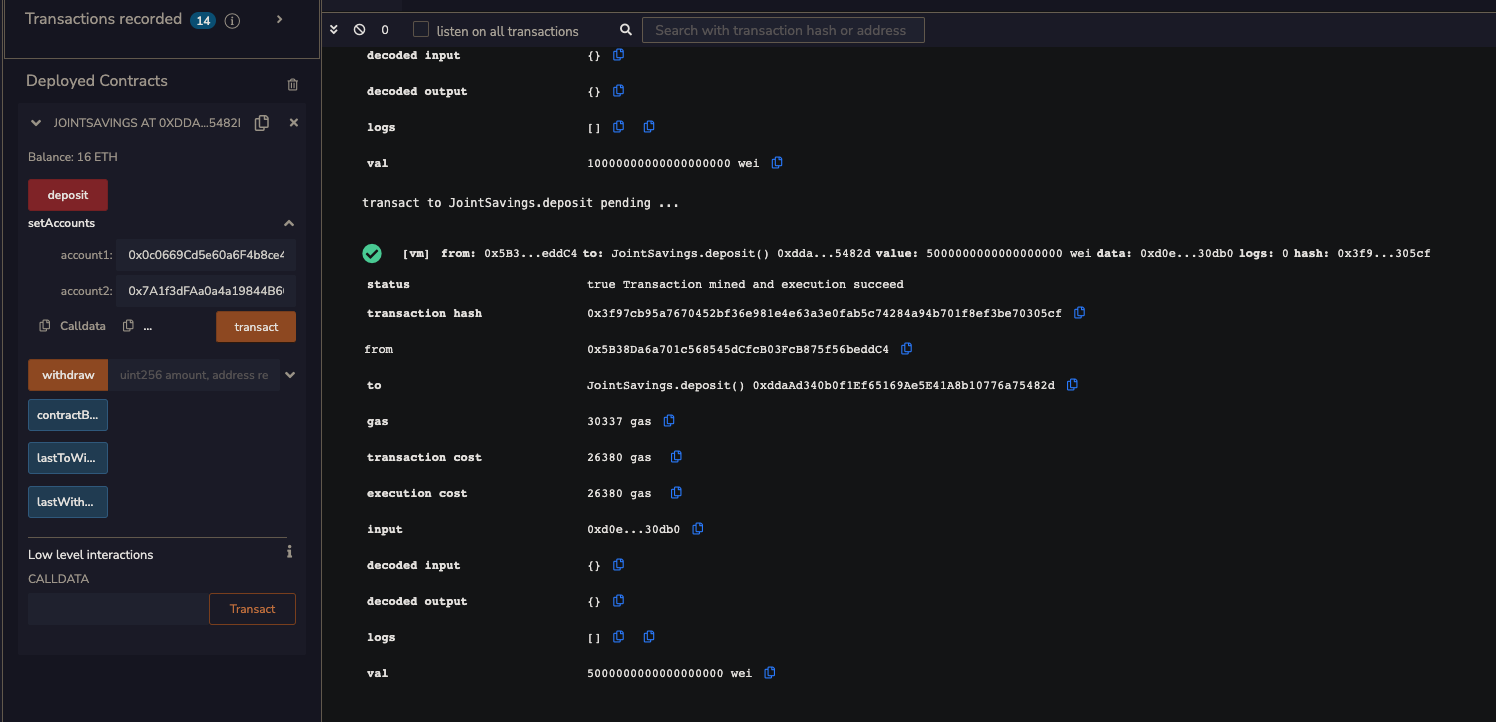 Transactions recorded 14
Deployed Contracts
JOINTSAVINGS AT 0XDDA...5482I
Balance: 16 ETH
deposit
setAccounts
account1: 0x0c0669Cd5e60a6F4b8ce4
account2: 0x7A1f3dFAa0a4a19844B60
Calldata ...
transact
withdraw uint256 amount, address re
contractB...
lastToWi...
lastWith...
Low level interactions
CALLDATA
Transact
0 listen on all transactions Search with transaction hash or address
decoded input {}
decoded output {}
logs []
val 10000000000000000000 wei
transact to JointSavings.deposit pending ...
[vm] from: 0x5B3...eddC4 to: JointSavings.deposit() 0xdda...5482d value: 5000000000000000000 wei data: 0xd0e...30db0 logs: 0 hash: 0x3f9...305cf
status true Transaction mined and execution succeed
transaction hash 0x3f97cb95a7670452bf36e981e4e63a3e0fab5c74284a94b701f8ef3be70305cf
from 0x5B38Da6a701c568545dCfcB03FcB875f56beddC4
to JointSavings.deposit() 0xddaAd340b0f1Ef65169Ae5E41A8b10776a75482d
gas 30337 gas
transaction cost 26380 gas
execution cost 26380 gas
input 0xd0e...30db0
decoded input {}
decoded output {}
logs []
val 5000000000000000000 wei